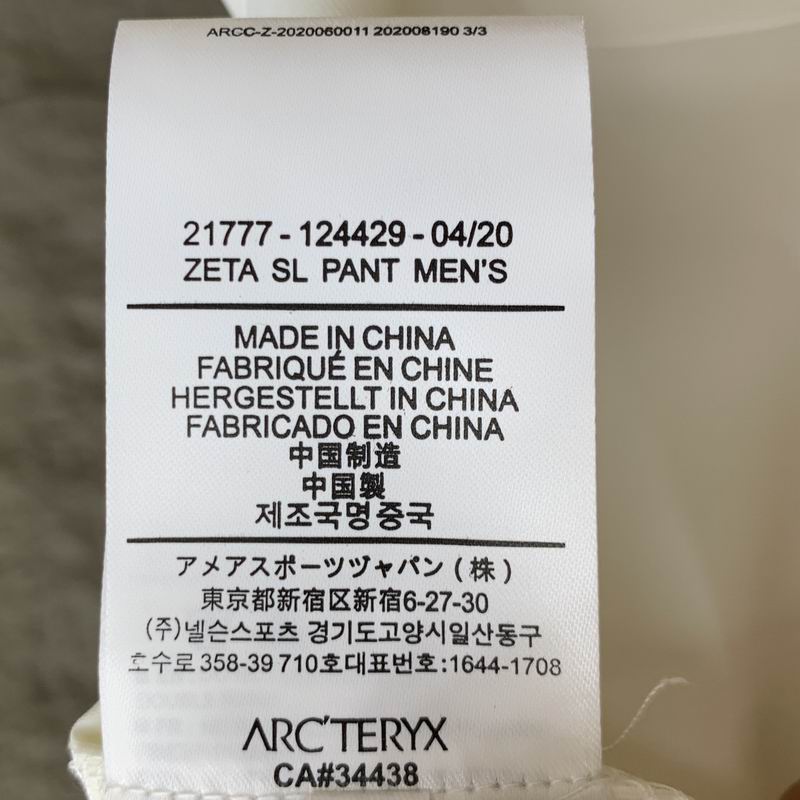 ARCC-Z-2020060011 202008190 3/3
21777 - 124429 - 04/20
ZETA SL PANT MEN'S
MADE IN CHINA
FABRIQUÉ EN CHINE
HERGESTELLT IN CHINA
FABRICADO EN CHINA
中国制造
中国製
제조국명 중국
アメアスポーツヅャパン ( 株 )
東京都新宿区新宿6-27-30
(주)넬슨스포츠 경기도고양시일산동구
호수로 358-39 710호대표번호:1644-1708
ARC'TERYX
CA#34438